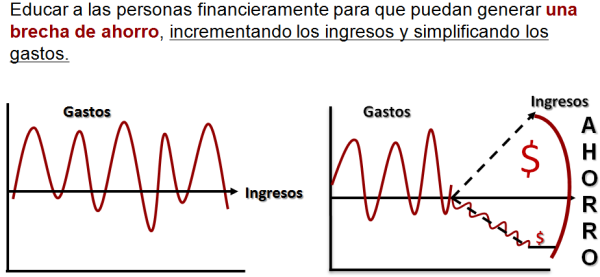 Educar a las personas financieramente para que puedan generar una
brecha de ahorro, incrementando los ingresos y simplificando los
gastos.
Gastos
Ingresos
Gastos
Ingresos
$
$
AHORRO